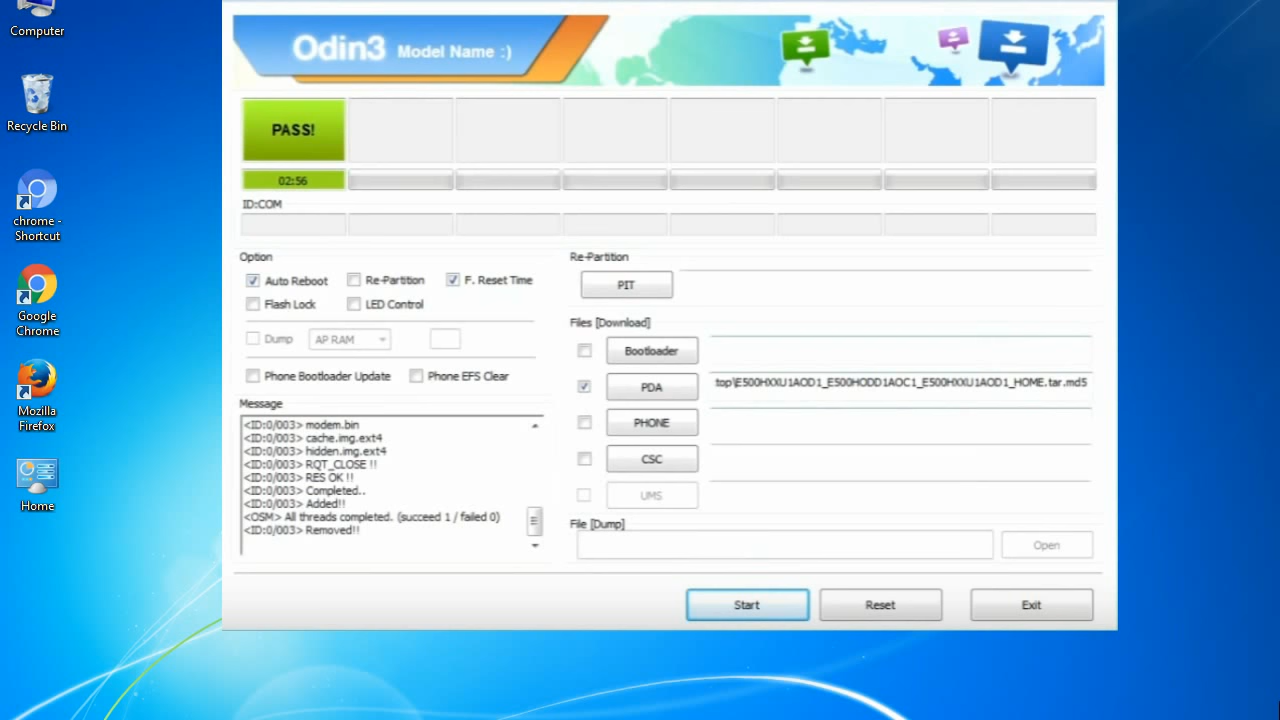 Computer
Recycle Bin
chrome -
Shortcut
Google
Chrome
Mozilla
Firefox
Home
Odin3 Model Name :)
PASS!
02:56
ID:COM
Option
Auto Reboot
Re-Partition
F. Reset Time
Flash Lock
LED Control
Dump
AP RAM
Phone Bootloader Update
Phone EFS Clear
Message
<ID:0/003> modem.bin
<ID:0/003> cache.img.ext4
<ID:0/003> hidden.img.ext4
<ID:0/003> RQT_CLOSE !!
<ID:0/003> RES OK !!
<ID:0/003> Completed..
<ID:0/003> Added!!
<OSM> All threads completed. (succeed 1 / failed 0)
<ID:0/003> Removed!!
Re-Partition
PIT
Files [Download]
Bootloader
PDA
top\E500HXXU1AOD1_E500HODD1AOC1_E500HXXU1AOD1_HOME.tar.md5
PHONE
CSC
UMS
File [Dump]
Open
Start
Reset
Exit